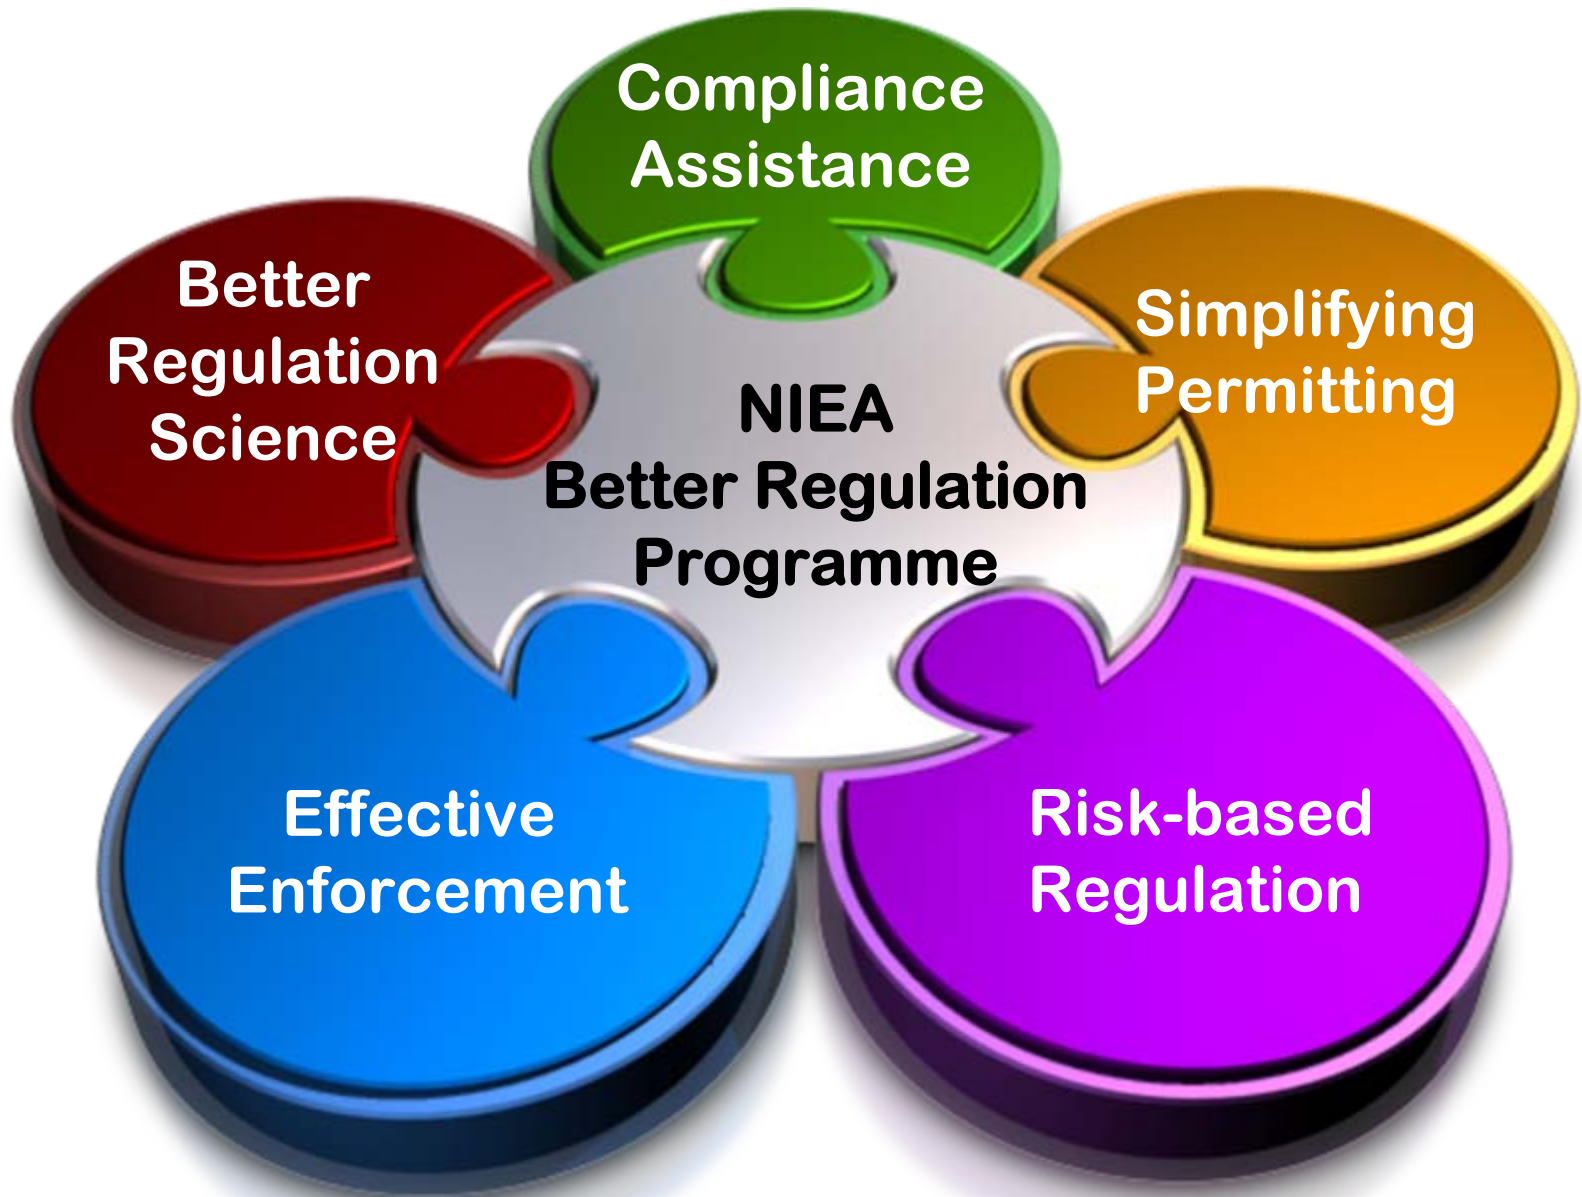 Compliance
Assistance
Better
Regulation
Science
Simplifying
Permitting
NIEA
Better Regulation
Programme
Effective
Enforcement
Risk-based
Regulation